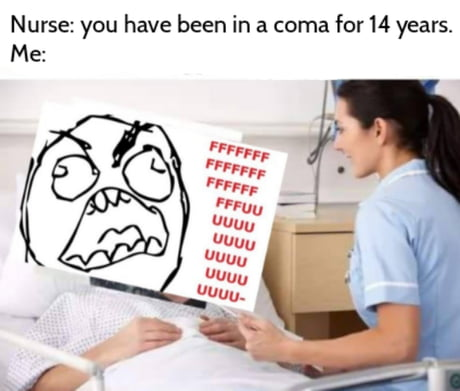 Nurse: you have been in a coma for 14 years.
Me:
FFFFFFF
FFFFFFF
FFFFFF
FFFUU
UUUU
UUUU
UUUU
UUUU
UUUU-